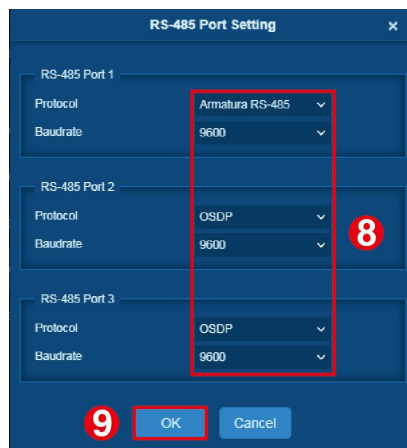 RS-485 Port Setting ×
RS-485 Port 1
Protocol Armatura RS-485
Baudrate 9600
RS-485 Port 2
Protocol OSDP
Baudrate 9600
8
RS-485 Port 3
Protocol OSDP
Baudrate 9600
9 OK Cancel